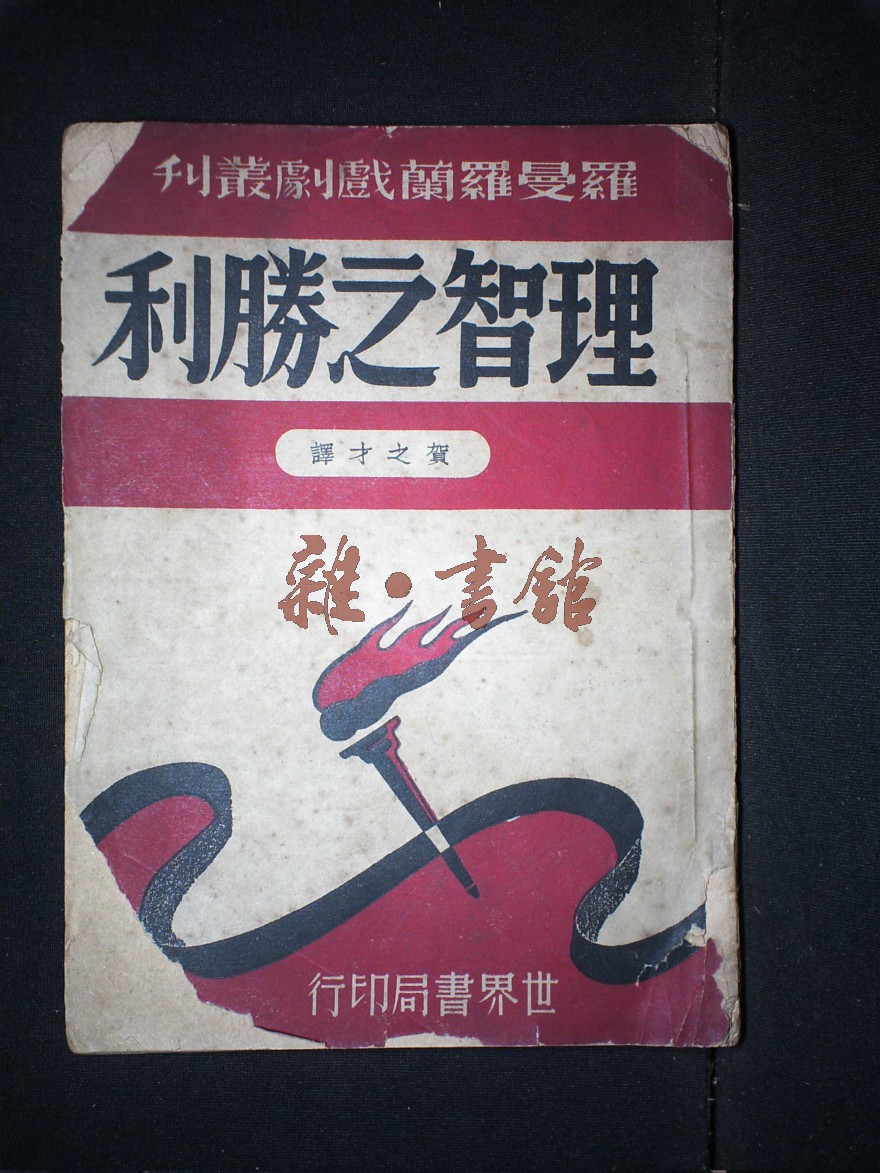 羅曼羅蘭戲劇叢刊
理智之勝利
賀之才譯
雜·書館
世界書局印行